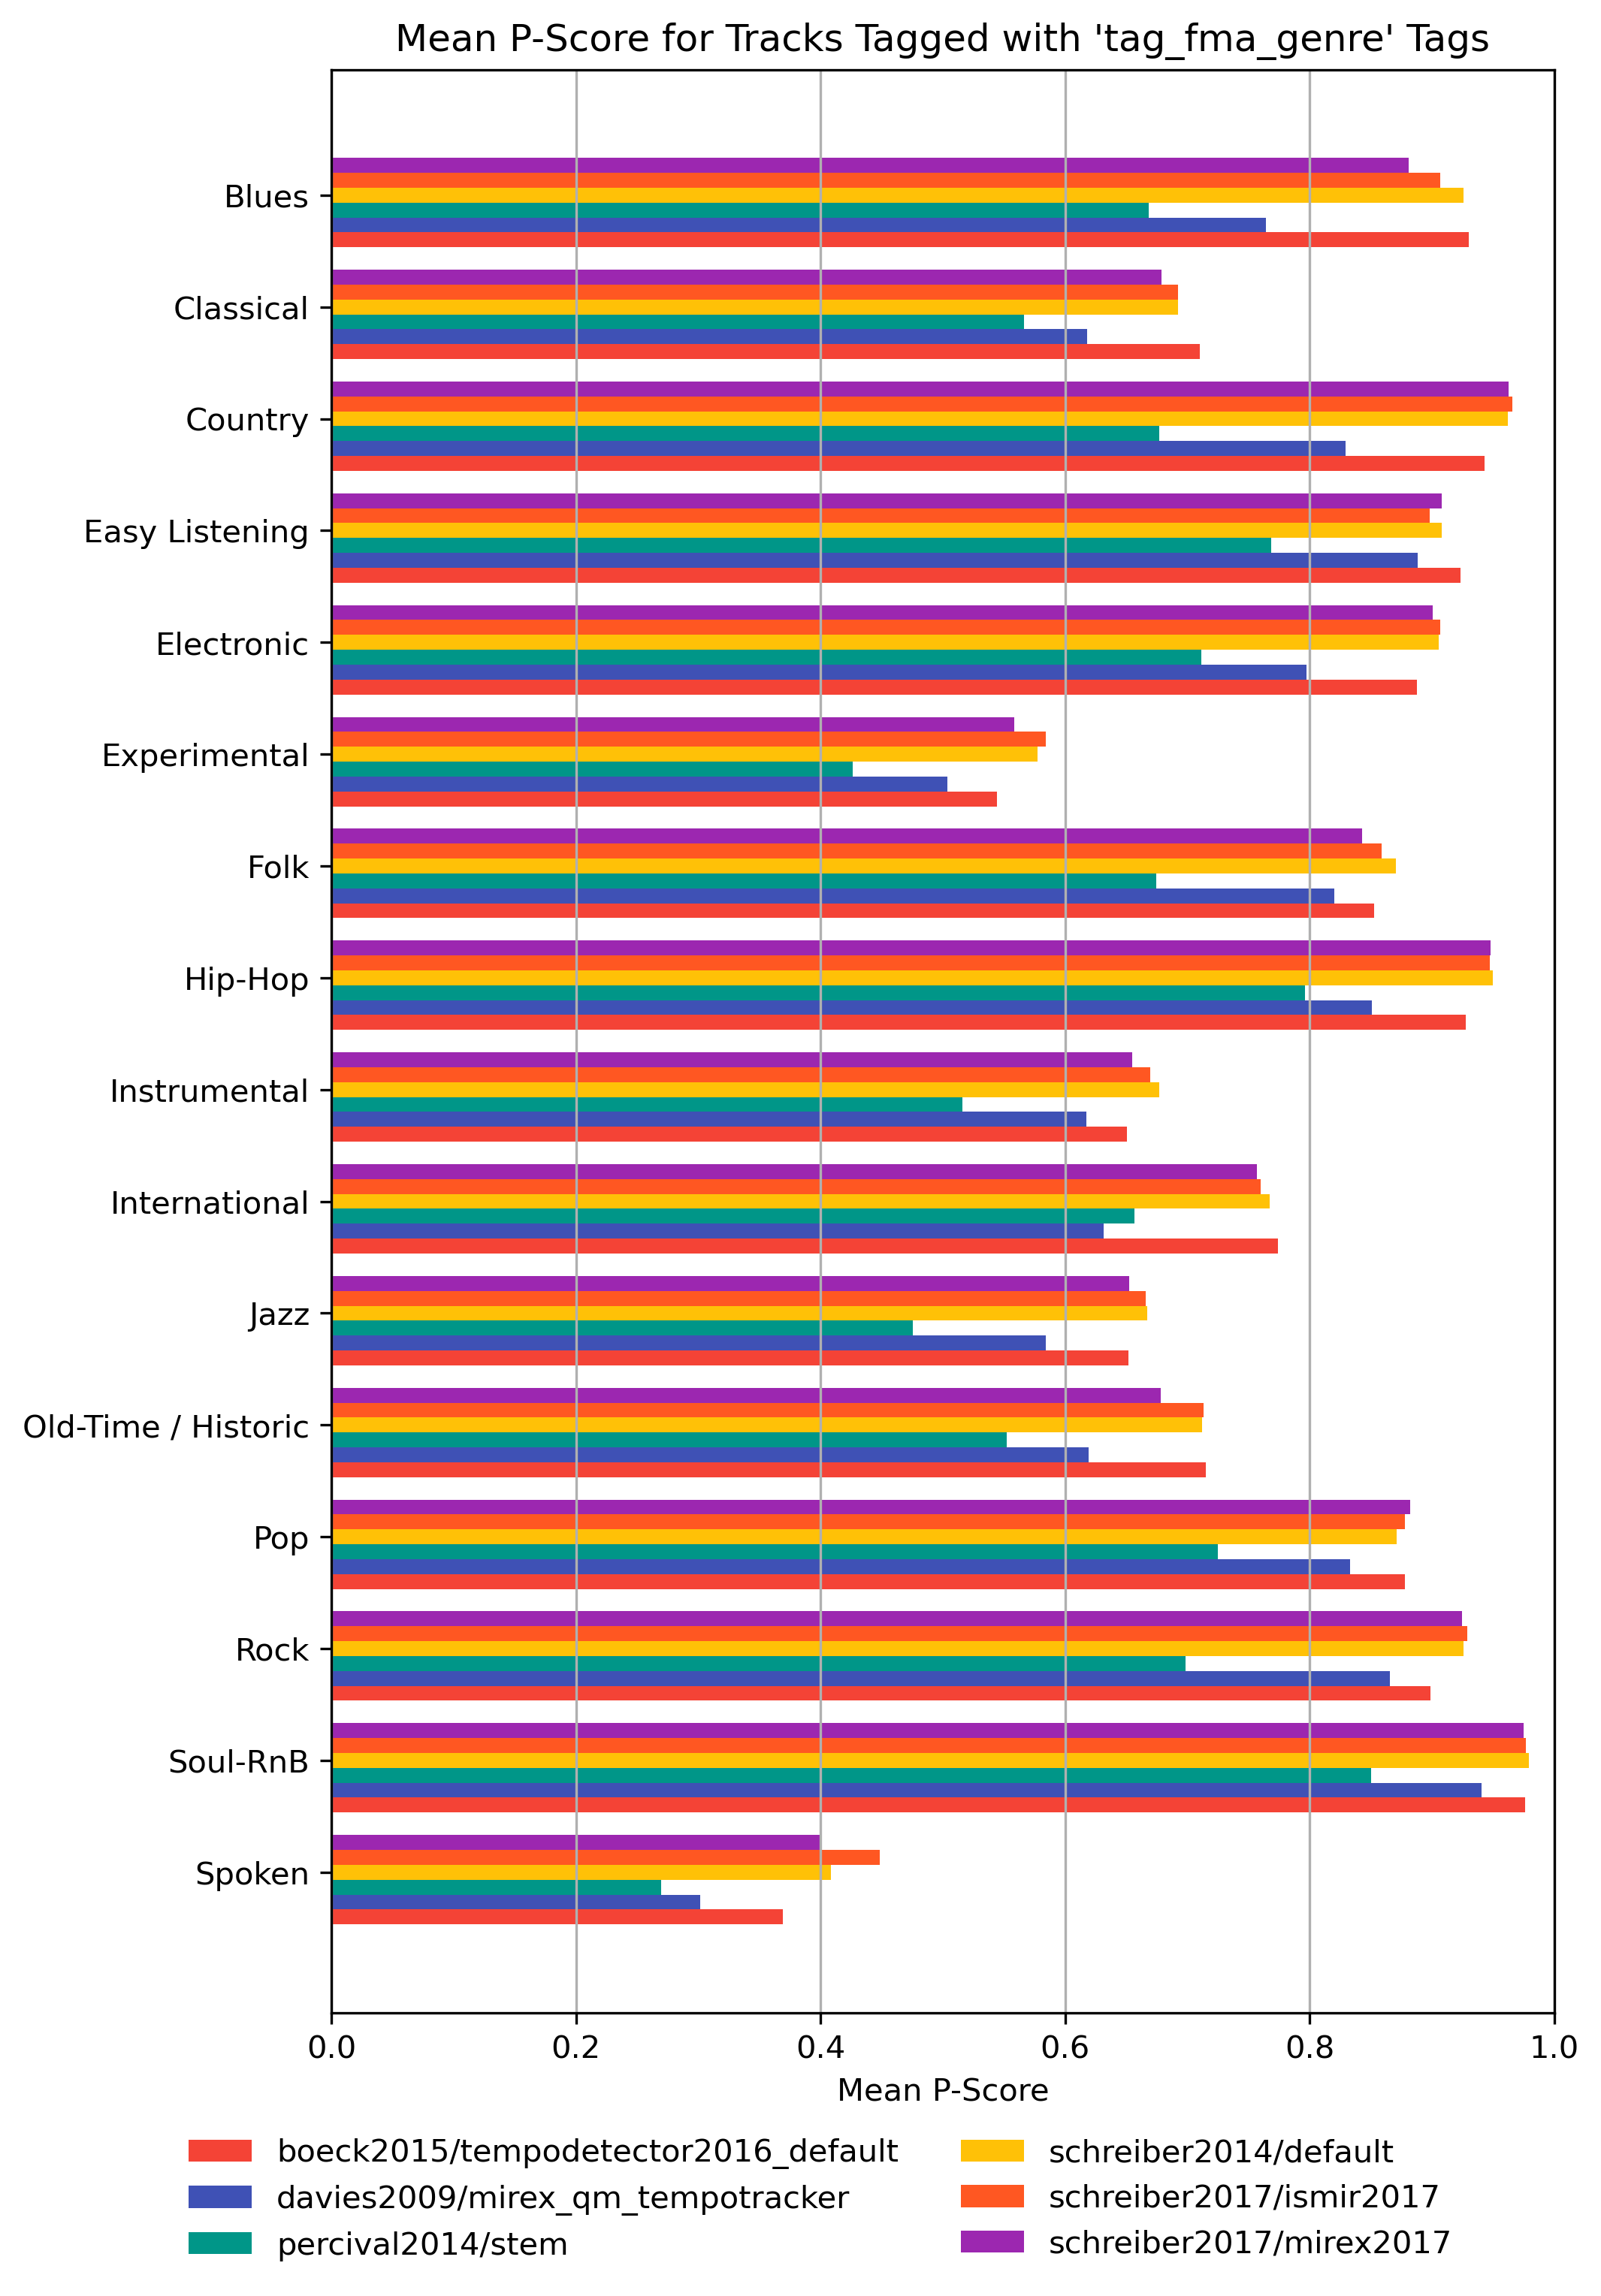 Mean P-Score for Tracks Tagged with 'tag_fma_genre' Tags
Blues
Classical
Country
Easy Listening
Electronic
Experimental
Folk
Hip-Hop
Instrumental
International
Jazz
Old-Time / Historic
Pop
Rock
Soul-RnB
Spoken
0.0 0.2 0.4 0.6 0.8 1.0
Mean P-Score
boeck2015/tempodetector2016_default
davies2009/mirex_qm_tempotracker
percival2014/stem
schreiber2014/default
schreiber2017/ismir2017
schreiber2017/mirex2017